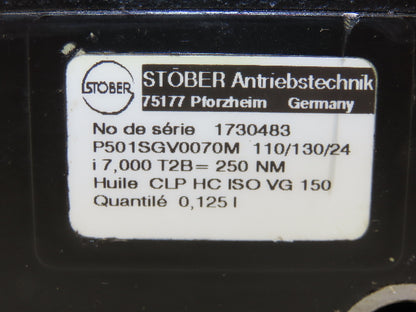 STÖBER
STÖBER Antriebstechnik
75177 Pforzheim Germany
No de série 1730483
P501SGV0070M 110/130/24
i 7,000 T2B= 250 NM
Huile CLP HC ISO VG 150
Quantilé 0,125 l